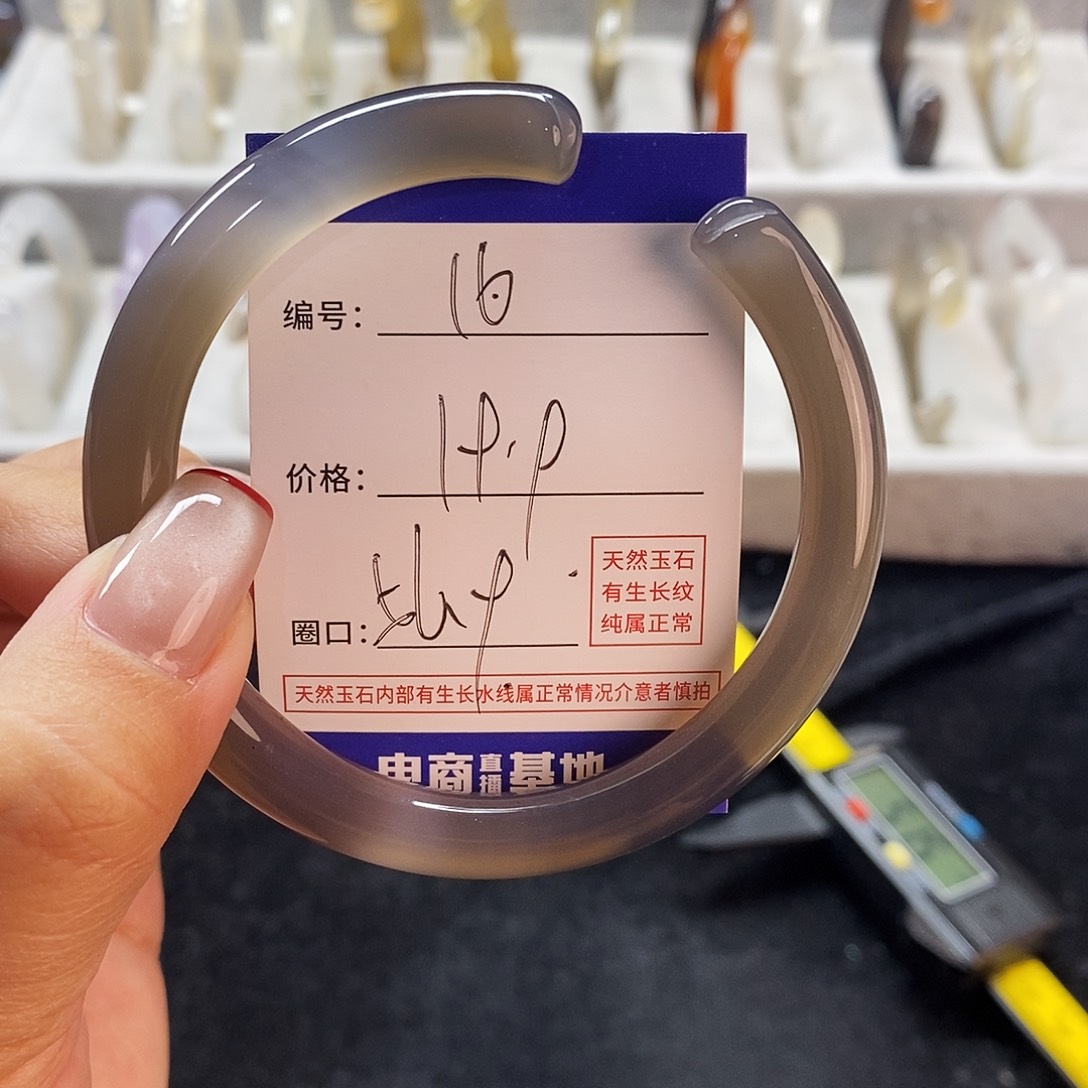 编号: 16
价格:
圈口:
天然玉石
有生长纹
纯属正常
天然玉石内部有生长水线属正常情况介意者慎拍
电商直播基地